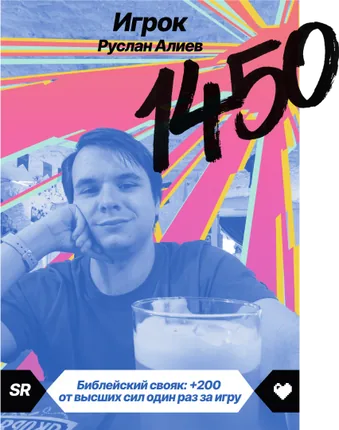 Игрок
Руслан Алиев
1450
SR
Библейский свояк: +200
от высших сил один раз за игру